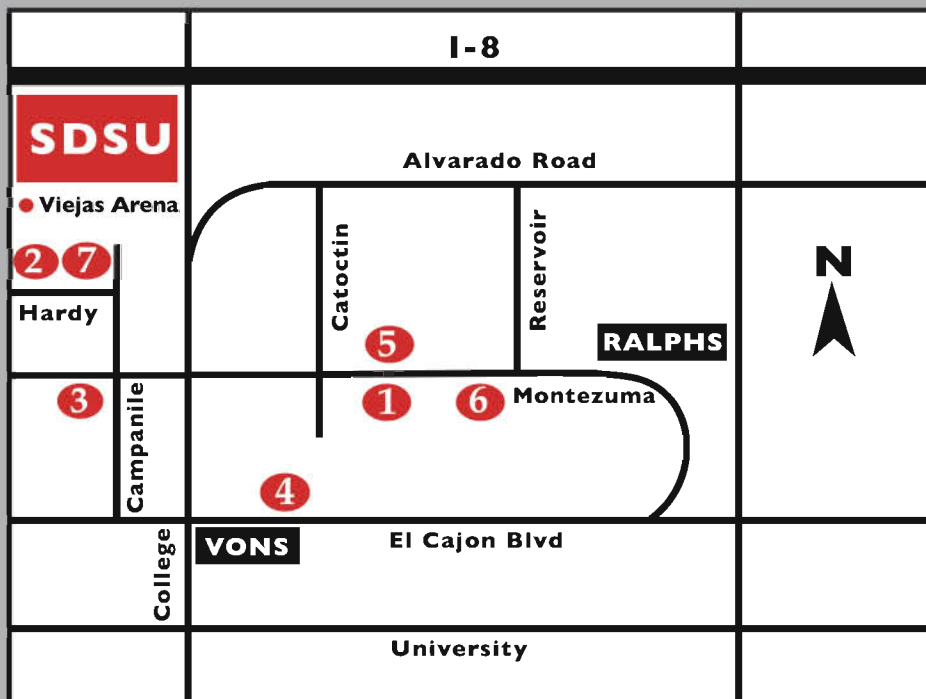 I-8
SDSU
Alvarado Road
Viejas Arena
Catoctin
Reservoir
N
2
7
Hardy
5
RALPHS
3
1
6
Montezuma
Campanile
4
VONS
El Cajon Blvd
College
University